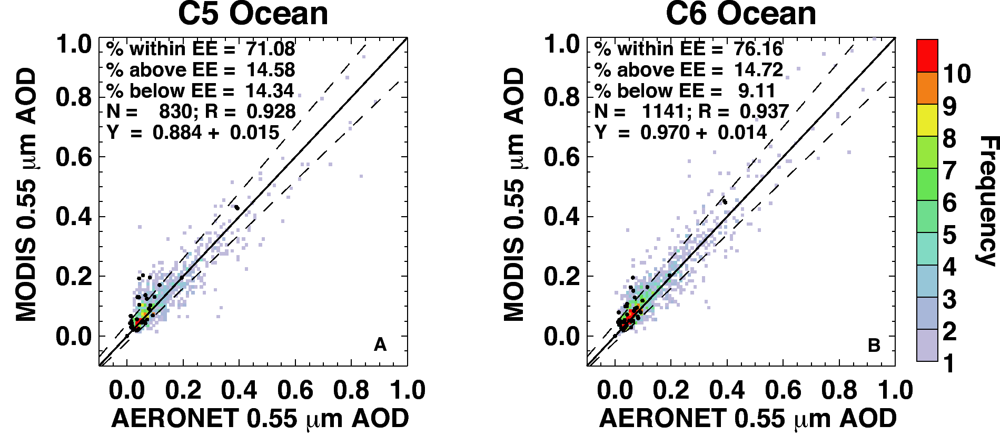 C5 Ocean
% within EE = 71.08
% above EE = 14.58
% below EE = 14.34
N = 830; R = 0.928
Y = 0.884 + 0.015
A
MODIS 0.55 μm AOD
1.0
0.8
0.6
0.4
0.2
0.0
0.0 0.2 0.4 0.6 0.8 1.0
AERONET 0.55 μm AOD
C6 Ocean
% within EE = 76.16
% above EE = 14.72
% below EE = 9.11
N = 1141; R = 0.937
Y = 0.970 + 0.014
B
MODIS 0.55 μm AOD
1.0
0.8
0.6
0.4
0.2
0.0
0.0 0.2 0.4 0.6 0.8 1.0
AERONET 0.55 μm AOD
10
9
8
7
6
5
4
3
2
1
Frequency